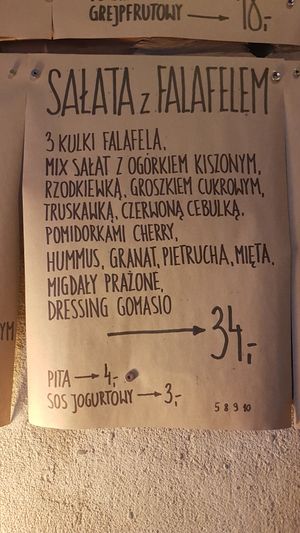 GREJPFRUTOWY → 18,-
SAŁATA z FALAFELEM
3 KULKI FALAFELA,
MIX SAŁAT Z OGÓRKIEM KISZONYM,
RZODKIEWKĄ, GROSZKIEM CUKROWYM,
TRUSKAWKĄ, CZERWONĄ CEBULKĄ,
POMIDORKAMI CHERRY,
HUMMUS, GRANAT, PIETRUCHA, MIĘTA,
MIGDAŁY PRAŻONE,
DRESSING GOMASIO
→ 34,-
PITA → 4,-
SOS JOGURTOWY → 3,-
5 8 9 10